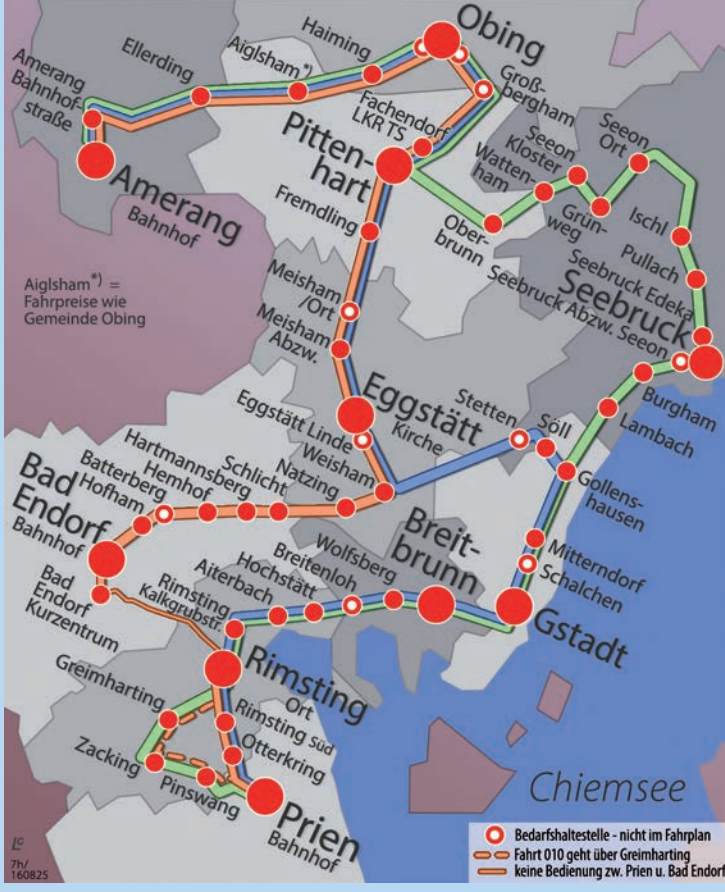 Obing
Haiming
Aiglsham*)
Ellerding
Amerang
Bahnhof-
straße
Groß-
bergham
Fachendorf
LKR TS
Pitten-
hart
Amerang
Bahnhof
Seeon
Ort
Seeon
Kloster
Watten-
ham
Grün-
weg
Ober-
brunn
Ischl
Pullach
Seebruck Edeka
Seebruck
Seebruck Abzw. Seeon
Fremdling
Aiglsham*) =
Fahrpreise wie
Gemeinde Obing
Meisham
/Ort
Meisham
Abzw.
Eggstätt
Kirche
Eggstätt Linde
Weisham
Stetten
Söll
Burgham
Lambach
Gollens-
hausen
Natzing
Schlicht
Hartmannsberg
Hemhof
Batterberg
Hofham
Bad
Endorf
Bahnhof
Bad
Endorf
Kurzentrum
Breit-
brunn
Wolfsberg
Breitenloh
Hochstätt
Aiterbach
Rimsting
Kalkgrubstr.
Mitterndorf
Schalchen
Gstadt
Rimsting
Ort
Greimharting
Rimsting Süd
Otterkring
Zacking
Pinswang
Prien
Bahnhof
Chiemsee
Bedarfshaltestelle - nicht im Fahrplan
Fahrt 010 geht über Greimharting
keine Bedienung zw. Prien u. Bad Endorf
7h/
160825